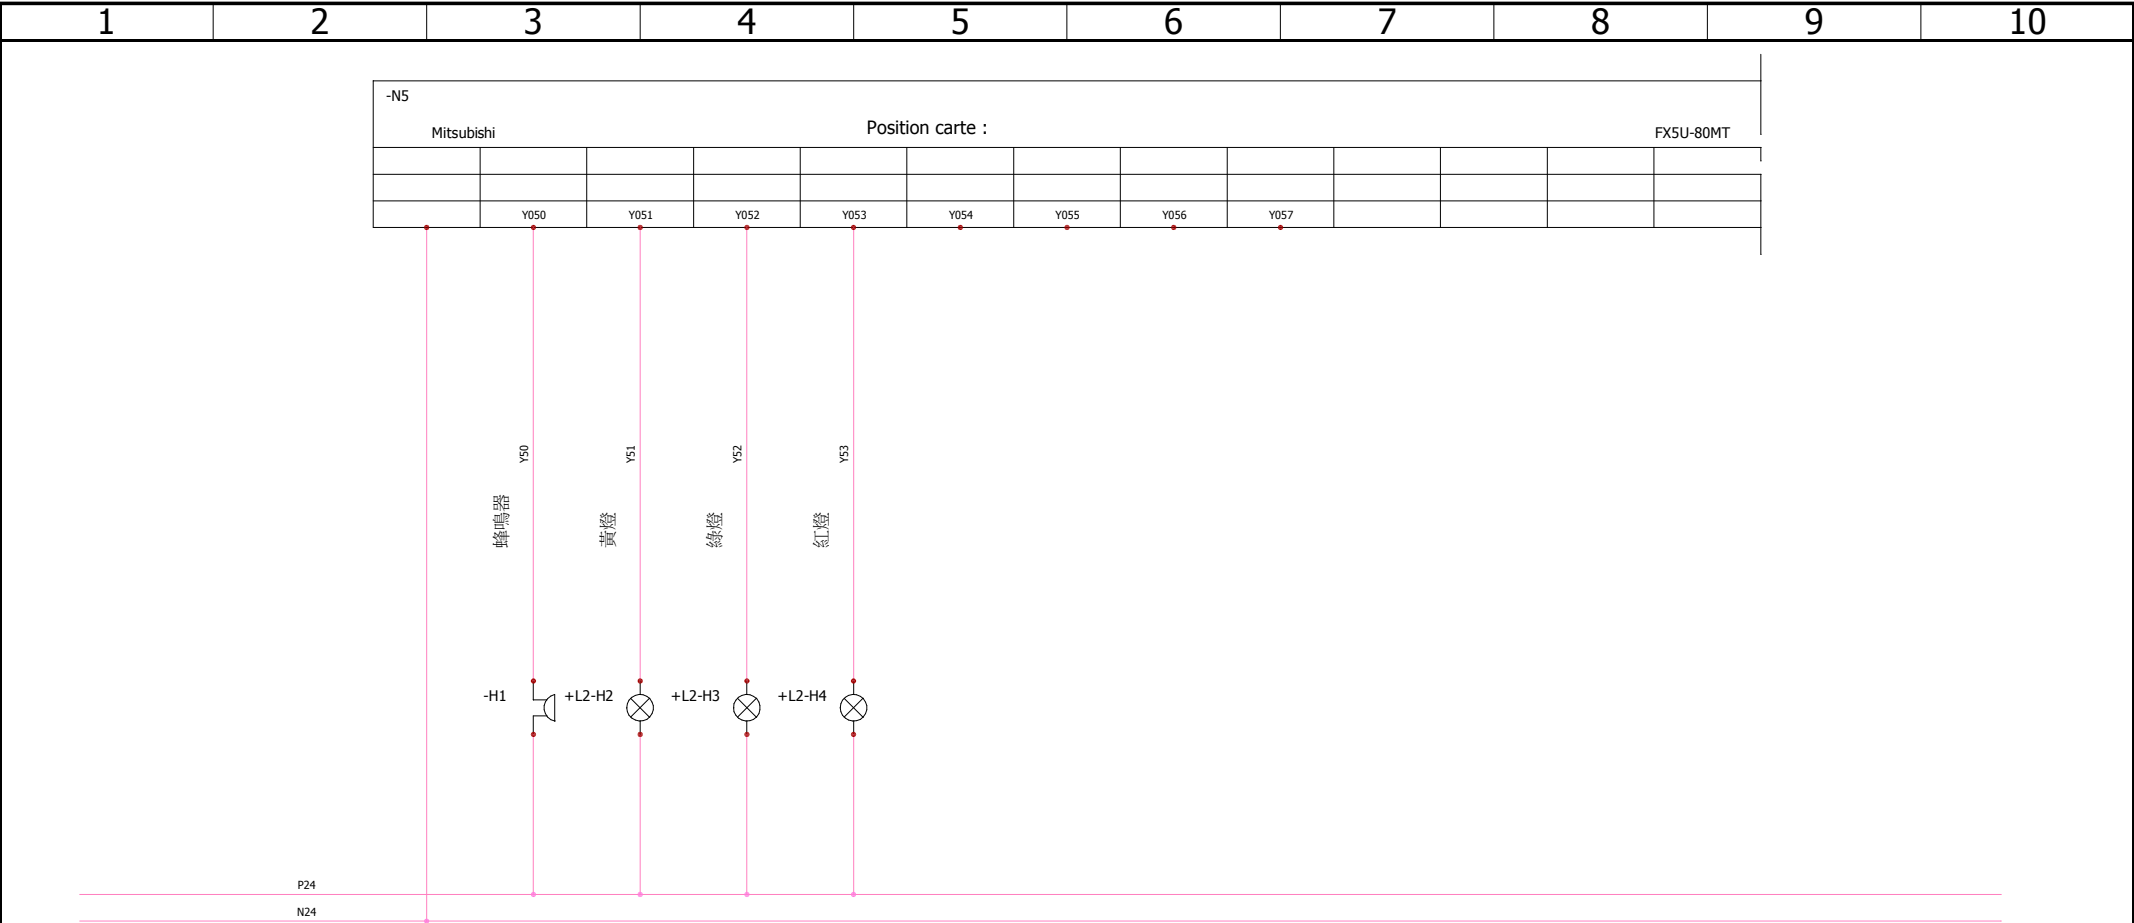 1 2 3 4 5 6 7 8 9 10
-N5
Mitsubishi Position carte : FX5U-80MT
Y050 Y051 Y052 Y053 Y054 Y055 Y056 Y057
Y50 Y51 Y52 Y53
蜂鳴器 黃燈 綠燈 紅燈
-H1 +L2-H2 +L2-H3 +L2-H4
P24
N24